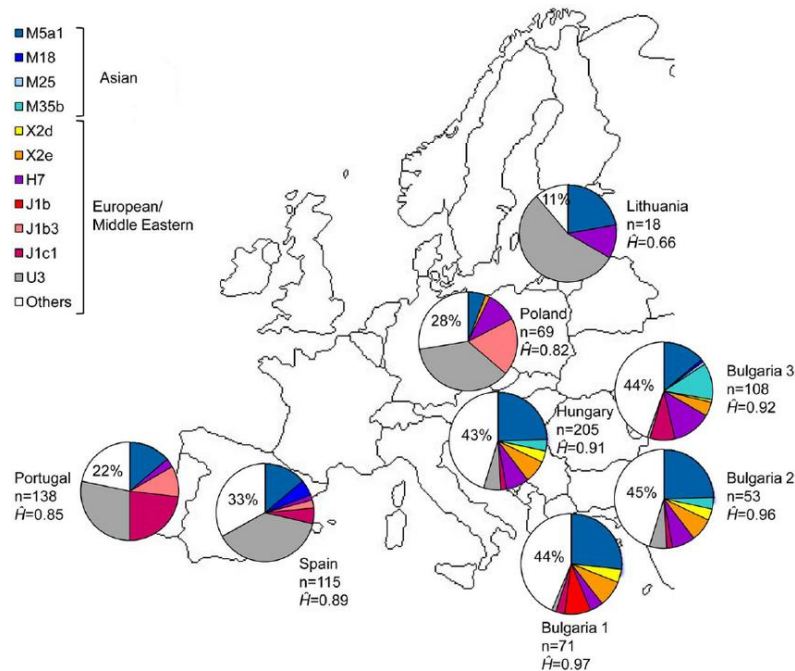 M5a1
M18
M25
M35b
Asian
X2d
X2e
H7
J1b
J1b3
J1c1
U3
Others
European/
Middle Eastern
11%
Lithuania
n=18
Ĥ=0.66
28%
Poland
n=69
Ĥ=0.82
44%
Bulgaria 3
n=108
Ĥ=0.92
43%
Hungary
n=205
Ĥ=0.91
Portugal
n=138
Ĥ=0.85
22%
33%
Spain
n=115
Ĥ=0.89
45%
Bulgaria 2
n=53
Ĥ=0.96
44%
Bulgaria 1
n=71
Ĥ=0.97